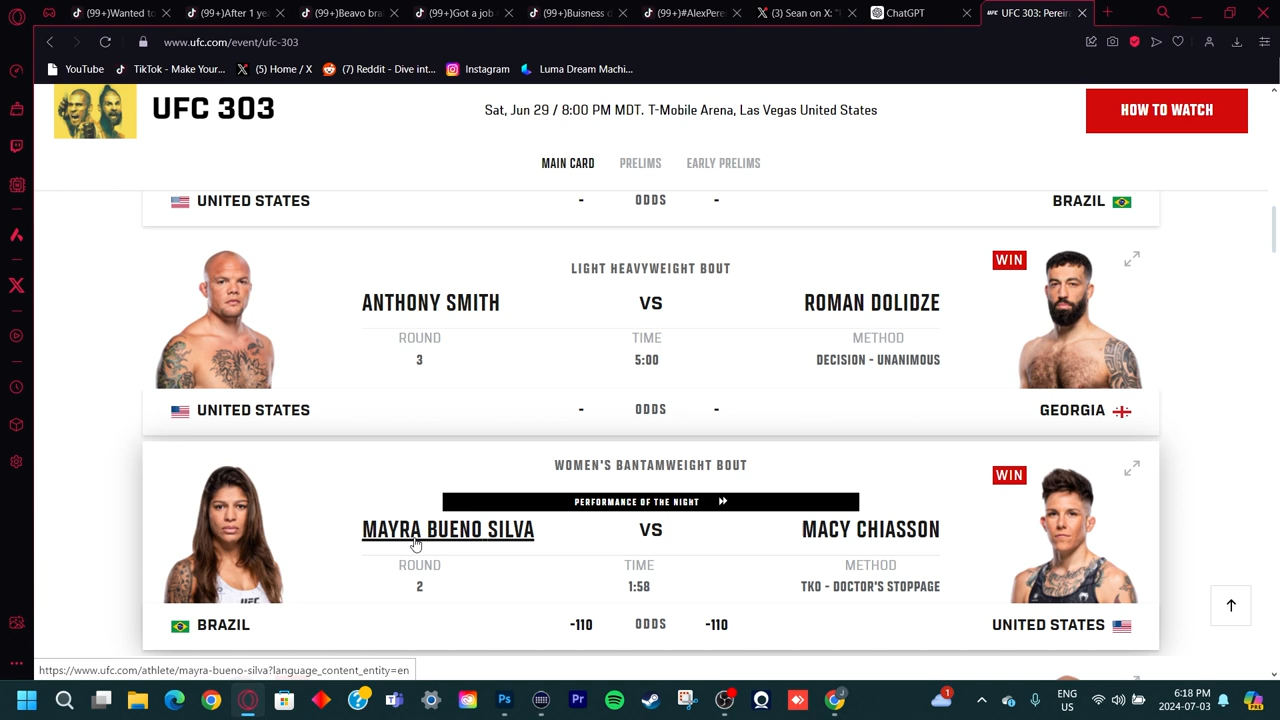 (99+) Wanted to
(99+) After 1 ye
(99+) Beavo bra
(99+) Got a job
(99+) Buisness d
(99+) #AlexPere
(3) Sean on X: "I
ChatGPT
UFC 303: Pereira
www.ufc.com/event/ufc-303
YouTube
TikTok - Make Your...
(5) Home / X
(7) Reddit - Dive int...
Instagram
Luma Dream Machi...
UFC 303
Sat, Jun 29 / 8:00 PM MDT. T-Mobile Arena, Las Vegas United States
HOW TO WATCH
MAIN CARD PRELIMS EARLY PRELIMS
UNITED STATES - ODDS - BRAZIL
LIGHT HEAVYWEIGHT BOUT
WIN
ANTHONY SMITH VS ROMAN DOLIDZE
ROUND TIME METHOD
3 5:00 DECISION - UNANIMOUS
UNITED STATES - ODDS - GEORGIA
WOMEN'S BANTAMWEIGHT BOUT
WIN
PERFORMANCE OF THE NIGHT
MAYRA BUENO SILVA VS MACY CHIASSON
ROUND TIME METHOD
2 1:58 TKO - DOCTOR'S STOPPAGE
BRAZIL -110 ODDS -110 UNITED STATES
https://www.ufc.com/athlete/mayra-bueno-silva?language_content_entity=en
1
ENG
US
6:18 PM
2024-07-03